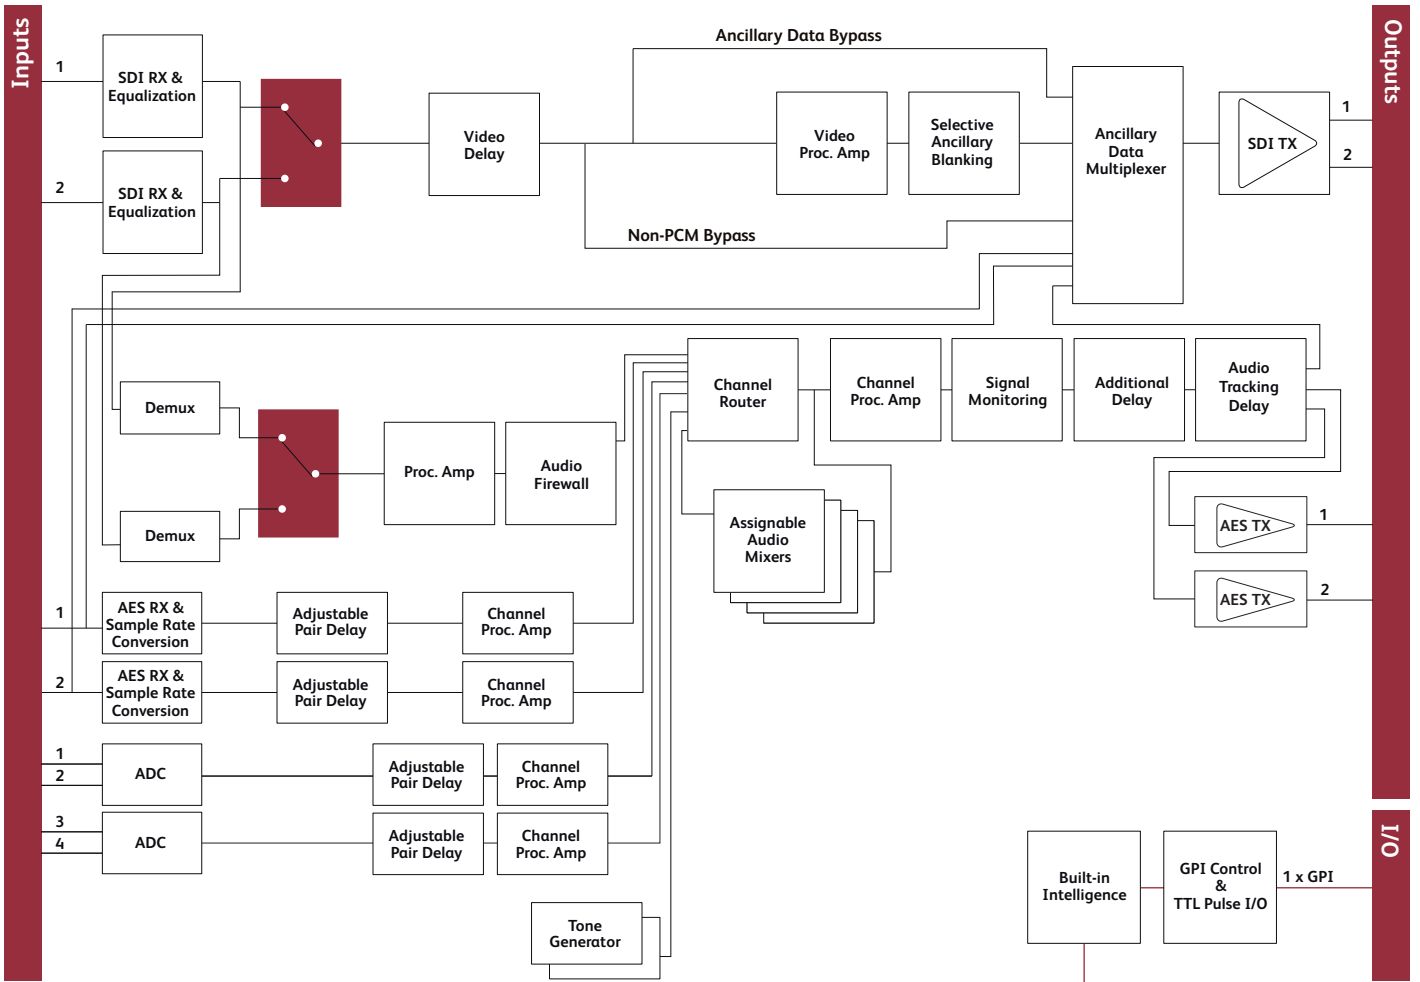 Inputs
Outputs
Ancillary Data Bypass
1
SDI RX &
Equalization
Video
Delay
Video
Proc. Amp
Selective
Ancillary
Blanking
Ancillary
Data
Multiplexer
SDI TX
1
2
2
SDI RX &
Equalization
Non-PCM Bypass
Demux
Demux
Proc. Amp
Audio
Firewall
Channel
Router
Channel
Proc. Amp
Signal
Monitoring
Additional
Delay
Audio
Tracking
Delay
Assignable
Audio
Mixers
AES TX
1
AES TX
2
1
AES RX &
Sample Rate
Conversion
Adjustable
Pair Delay
Channel
Proc. Amp
2
AES RX &
Sample Rate
Conversion
Adjustable
Pair Delay
Channel
Proc. Amp
1
2
ADC
Adjustable
Pair Delay
Channel
Proc. Amp
3
4
ADC
Adjustable
Pair Delay
Channel
Proc. Amp
Tone
Generator
Built-in
Intelligence
GPI Control
&
TTL Pulse I/O
1 x GPI
I/O